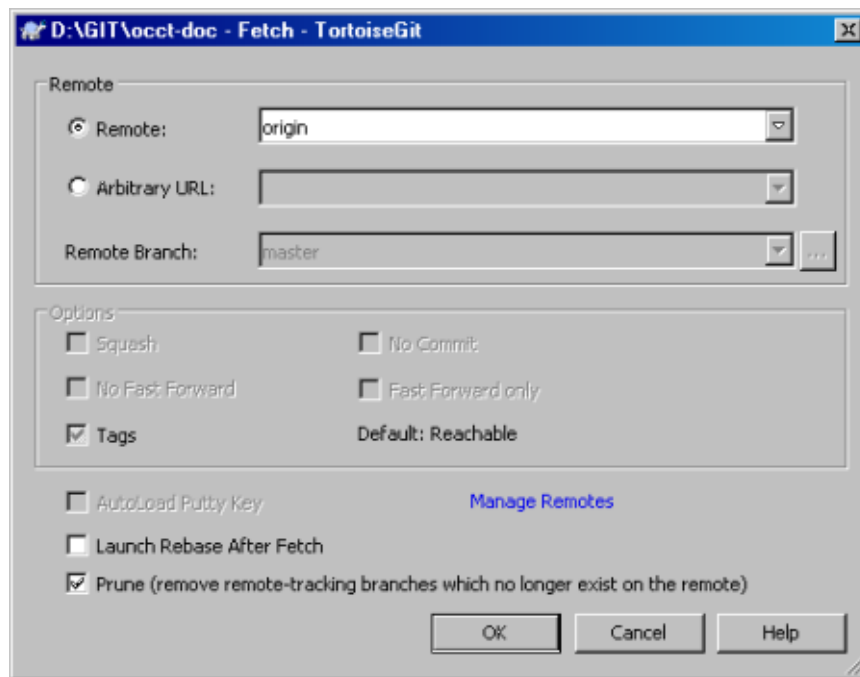 D:\GIT\occt-doc - Fetch - TortoiseGit
Remote
Remote: origin
Arbitrary URL:
Remote Branch: master ...
Options
Squash No Commit
No Fast Forward Fast Forward only
Tags Default: Reachable
AutoLoad Putty Key Manage Remotes
Launch Rebase After Fetch
Prune (remove remote-tracking branches which no longer exist on the remote)
OK Cancel Help